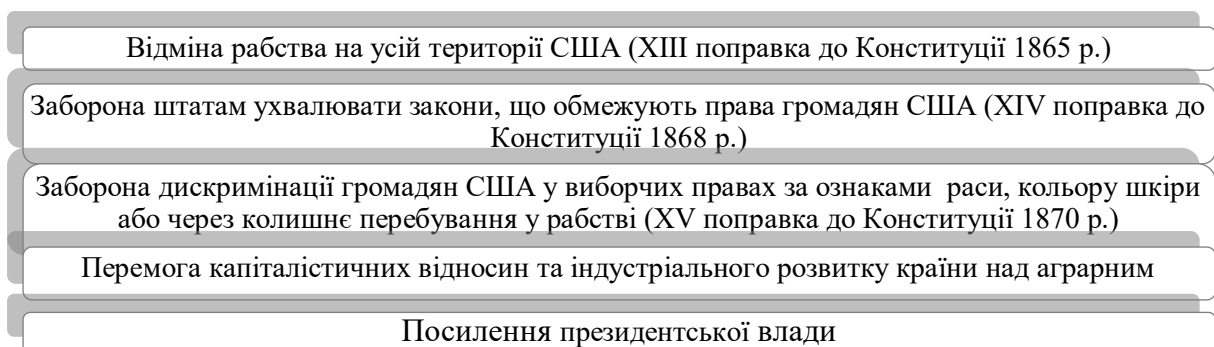 Відміна рабства на усій території США (XIII поправка до Конституції 1865 р.)
Заборона штатам ухвалювати закони, що обмежують права громадян США (XIV поправка до
Конституції 1868 р.)
Заборона дискримінації громадян США у виборчих правах за ознаками раси, кольору шкіри
або через колишнє перебування у рабстві (XV поправка до Конституції 1870 р.)
Перемога капіталістичних відносин та індустріального розвитку країни над аграрним
Посилення президентської влади